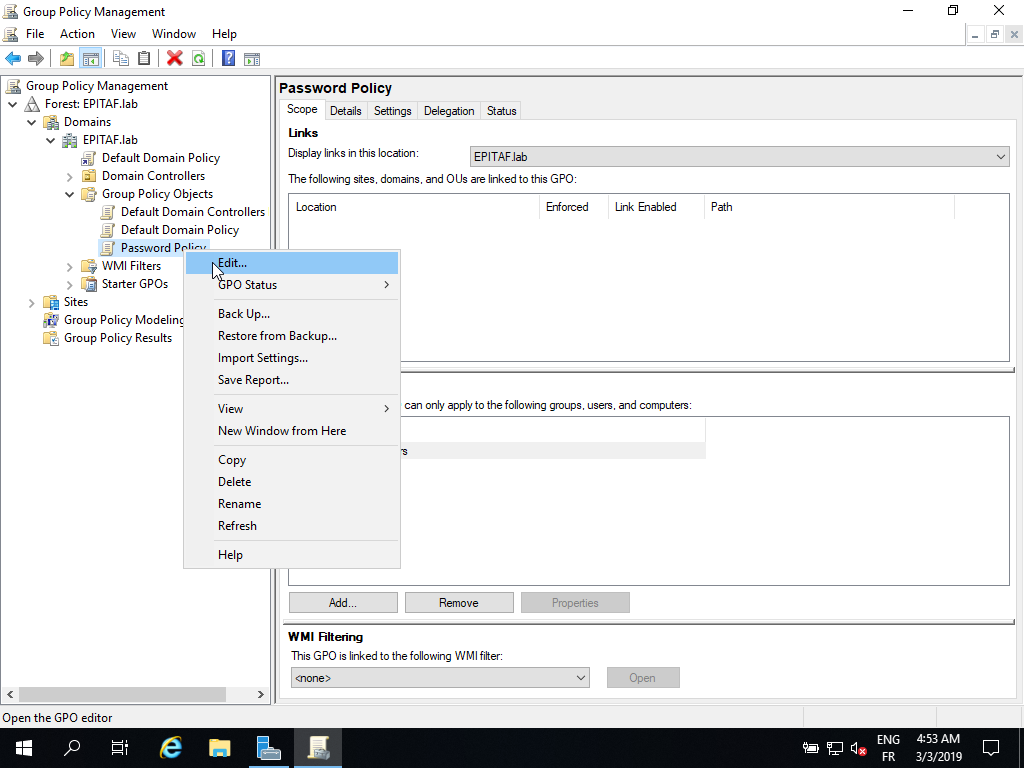 Group Policy Management
File Action View Window Help
Group Policy Management
Forest: EPITAF.lab
Domains
EPITAF.lab
Default Domain Policy
Domain Controllers
Group Policy Objects
Default Domain Controllers
Default Domain Policy
Password Policy
WMI Filters
Starter GPOs
Sites
Group Policy Modeling
Group Policy Results
Edit...
GPO Status
Back Up...
Restore from Backup...
Import Settings...
Save Report...
View
New Window from Here
Copy
Delete
Rename
Refresh
Help
Password Policy
Scope Details Settings Delegation Status
Links
Display links in this location: EPITAF.lab
The following sites, domains, and OUs are linked to this GPO:
Location Enforced Link Enabled Path
can only apply to the following groups, users, and computers:
rs
Add... Remove Properties
WMI Filtering
This GPO is linked to the following WMI filter:
<none> Open
Open the GPO editor
ENG
FR
4:53 AM
3/3/2019